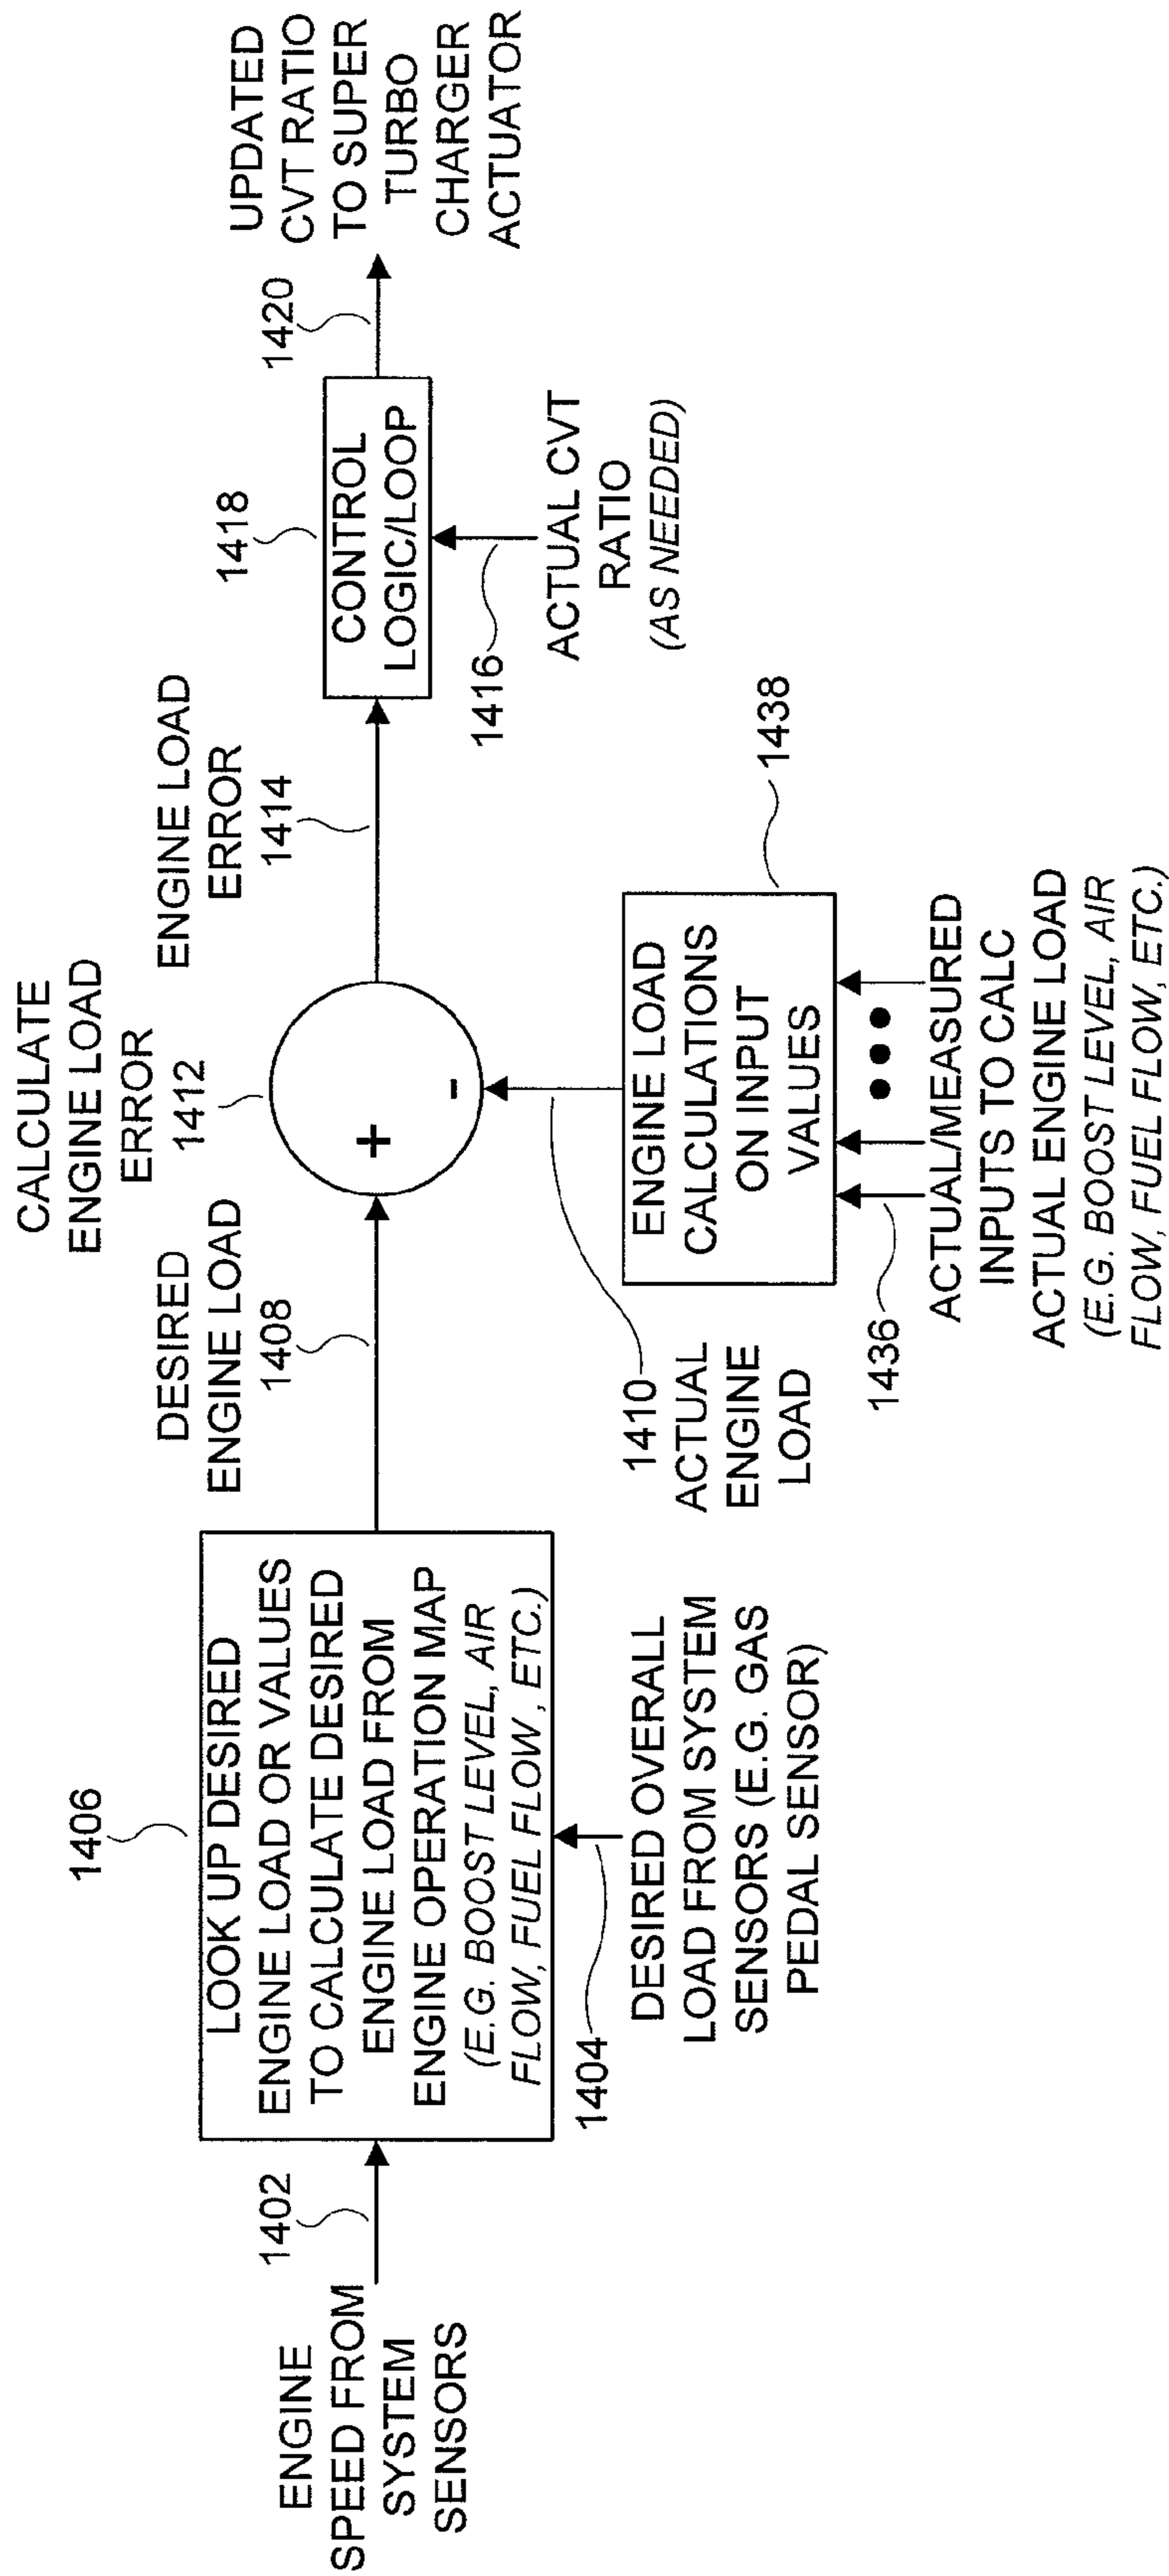 ENGINE
SPEED FROM
SYSTEM
SENSORS
1402
1406
LOOK UP DESIRED
ENGINE LOAD OR VALUES
TO CALCULATE DESIRED
ENGINE LOAD FROM
ENGINE OPERATION MAP
(E.G. BOOST LEVEL, AIR
FLOW, FUEL FLOW , ETC.)
1404
DESIRED OVERALL
LOAD FROM SYSTEM
SENSORS (E.G. GAS
PEDAL SENSOR)
DESIRED
ENGINE LOAD
1408
CALCULATE
ENGINE LOAD
ERROR
1412
+
-
1410
ACTUAL
ENGINE
LOAD
ENGINE LOAD
CALCULATIONS
ON INPUT
VALUES
1438
1436
ACTUAL/MEASURED
INPUTS TO CALC
ACTUAL ENGINE LOAD
(E.G. BOOST LEVEL, AIR
FLOW, FUEL FLOW, ETC.)
ENGINE LOAD
ERROR
1414
1418
CONTROL
LOGIC/LOOP
1416
ACTUAL CVT
RATIO
(AS NEEDED)
1420
UPDATED
CVT RATIO
TO SUPER
TURBO
CHARGER
ACTUATOR